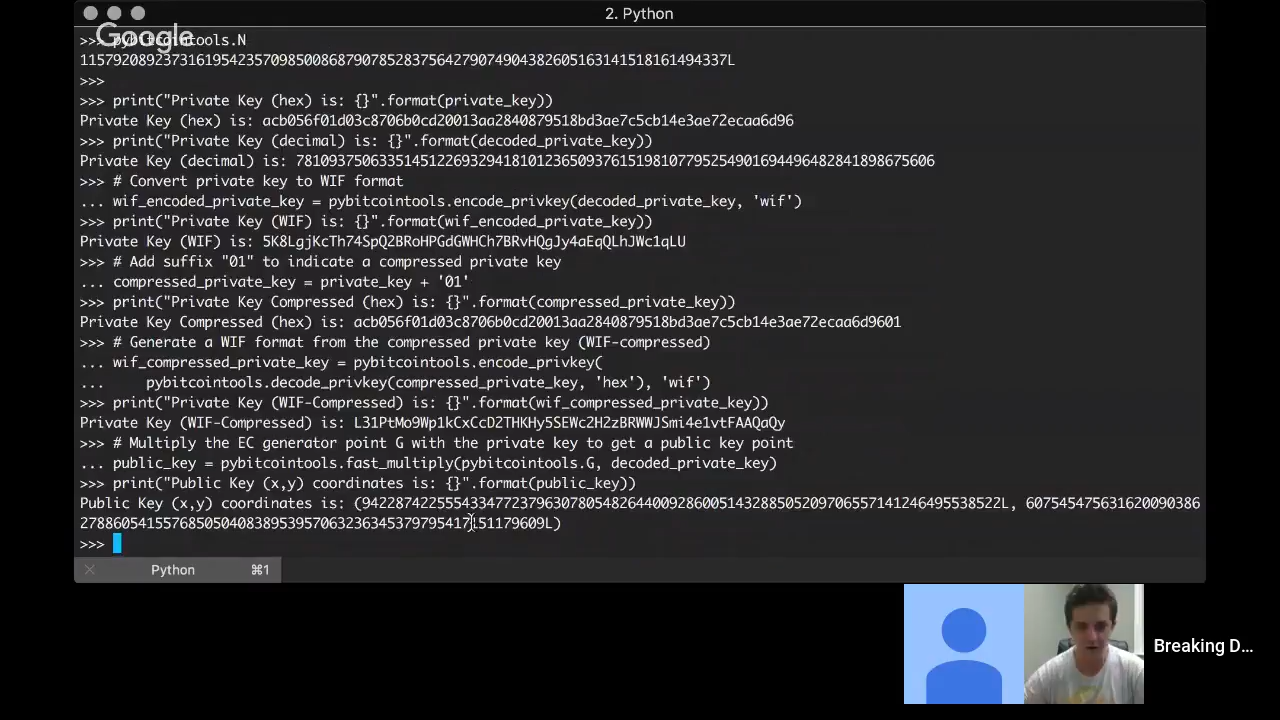 2. Python
Google
>>> pybitcointools.N
115792089237316195423570985008687907852837564279074904382605163141518161494337L
>>>
>>> print("Private Key (hex) is: {}".format(private_key))
Private Key (hex) is: acb056f01d03c8706b0cd20013aa2840879518bd3ae7c5cb14e3ae72ecaa6d96
>>> print("Private Key (decimal) is: {}".format(decoded_private_key))
Private Key (decimal) is: 78109375063351451226932941810123650937615198107795254901694496482841898675606
>>> # Convert private key to WIF format
... wif_encoded_private_key = pybitcointools.encode_privkey(decoded_private_key, 'wif')
>>> print("Private Key (WIF) is: {}".format(wif_encoded_private_key))
Private Key (WIF) is: 5K8LgjKcTh74SpQ2BRoHPGdGWHCh7BRvHQgJy4aEqQLhJWc1qLU
>>> # Add suffix "01" to indicate a compressed private key
... compressed_private_key = private_key + '01'
>>> print("Private Key Compressed (hex) is: {}".format(compressed_private_key))
Private Key Compressed (hex) is: acb056f01d03c8706b0cd20013aa2840879518bd3ae7c5cb14e3ae72ecaa6d9601
>>> # Generate a WIF format from the compressed private key (WIF-compressed)
... wif_compressed_private_key = pybitcointools.encode_privkey(
...     pybitcointools.decode_privkey(compressed_private_key, 'hex'), 'wif')
>>> print("Private Key (WIF-Compressed) is: {}".format(wif_compressed_private_key))
Private Key (WIF-Compressed) is: L31PtMo9Wp1kCxCcD2THKHy5SEWc2H2zBRWWJSmi4e1vtFAAQaQy
>>> # Multiply the EC generator point G with the private key to get a public key point
... public_key = pybitcointools.fast_multiply(pybitcointools.G, decoded_private_key)
>>> print("Public Key (x,y) coordinates is: {}".format(public_key))
Public Key (x,y) coordinates is: (94228742255543347723796307805482644009286005143288505209706557141246495538522L, 607545475631620090386
27886054155768505040838953957063236345379795417151179609L)
>>>
Python
⌘1
Breaking D...